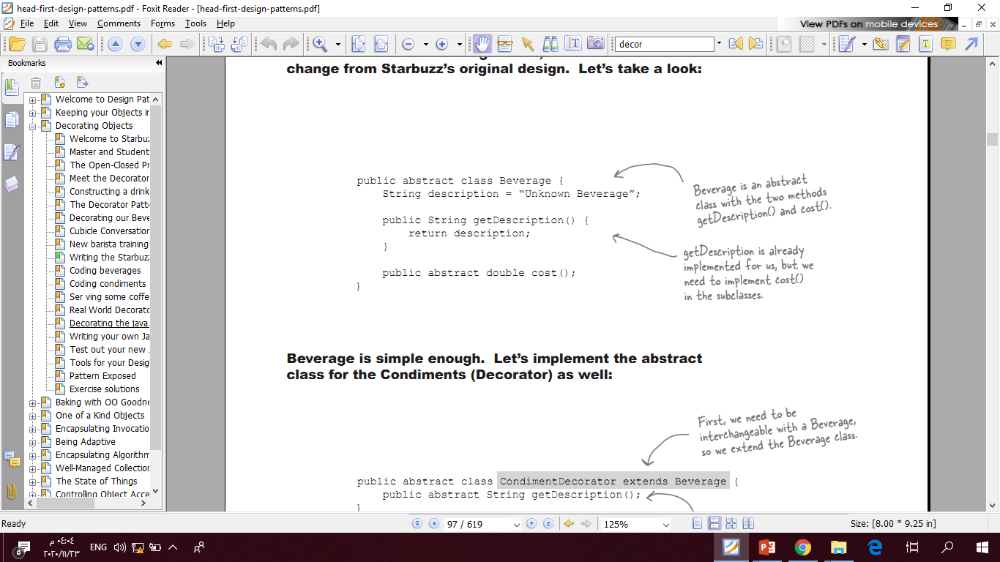 head-first-design-patterns.pdf - Foxit Reader - [head-first-design-patterns.pdf]
File Edit View Comments Forms Tools Help
View PDFs on mobile devices
decor
Bookmarks
Welcome to Design Pat
Keeping your Objects in
Decorating Objects
Welcome to Starbuz
Master and Student
The Open-Closed Pr
Meet the Decorator
Constructing a drink
The Decorator Patt
Decorating our Beve
Cubicle Conversation
New barista training
Writing the Starbuzz
Coding beverages
Coding condiments
Ser ving some coffe
Real World Decorato
Decorating the java.
Writing your own Ja
Test out your new
Tools for your Desig
Pattern Exposed
Exercise solutions
Baking with OO Goodne
One of a Kind Objects
Encapsulating Invocatio
Being Adaptive
Encapsulating Algorithm
Well-Managed Collection
The State of Things
Controlling Object Acce
change from Starbuzz’s original design. Let’s take a look:
public abstract class Beverage {
String description = “Unknown Beverage”;
public String getDescription() {
return description;
}
public abstract double cost();
}
Beverage is an abstract
class with the two methods
getDescription() and cost().
getDescription is already
implemented for us, but we
need to implement cost()
in the subclasses.
Beverage is simple enough. Let’s implement the abstract
class for the Condiments (Decorator) as well:
First, we need to be
interchangeable with a Beverage,
so we extend the Beverage class.
public abstract class CondimentDecorator extends Beverage {
public abstract String getDescription();
}
Ready
97 / 619
125%
Size: [8.00 * 9.25 in]
٥
٠٤:٠٤ م
٢٠٢٠/١١/٢٣
ENG